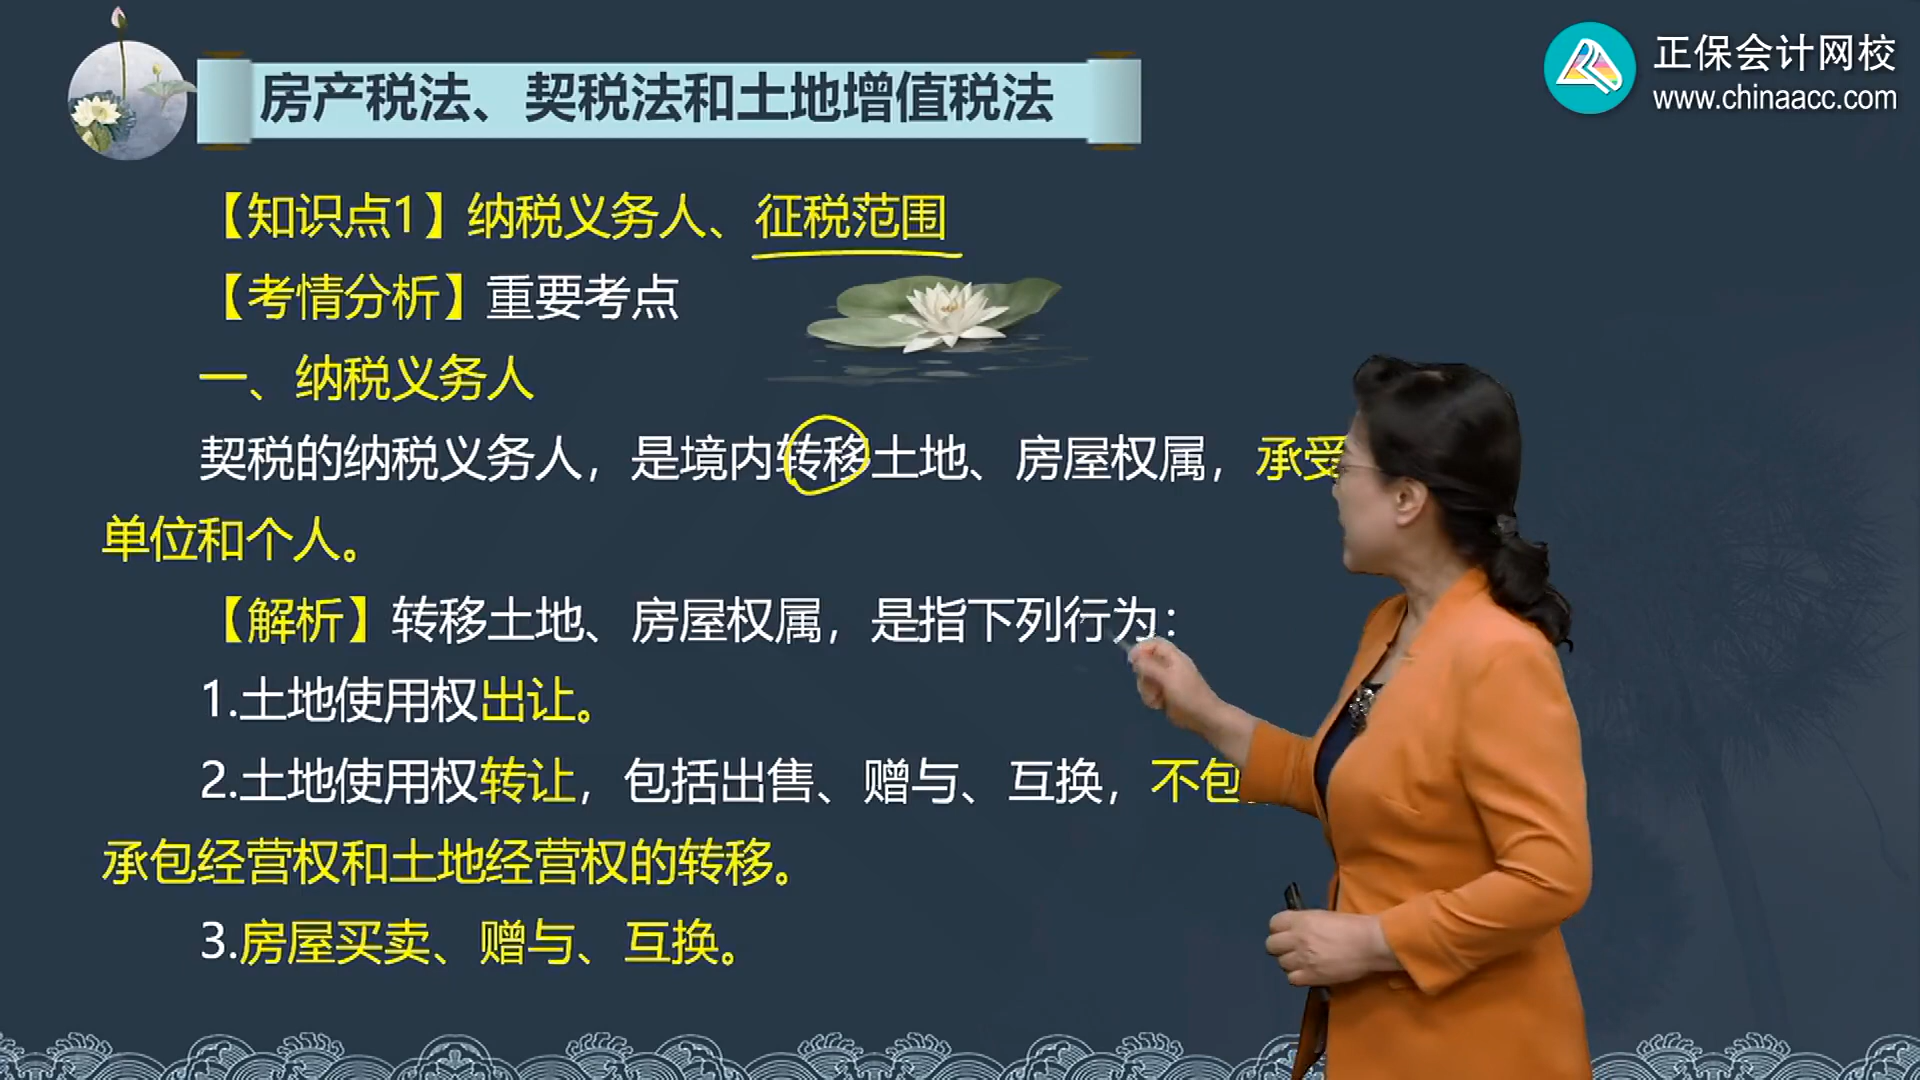 房产税法、契税法和土地增值税法
正保会计网校
www.chinaacc.com
【知识点1】纳税义务人、征税范围
【考情分析】重要考点
一、纳税义务人
契税的纳税义务人，是境内转移土地、房屋权属，承受
单位和个人。
【解析】转移土地、房屋权属，是指下列行为：
1.土地使用权出让。
2.土地使用权转让，包括出售、赠与、互换，不包
承包经营权和土地经营权的转移。
3.房屋买卖、赠与、互换。